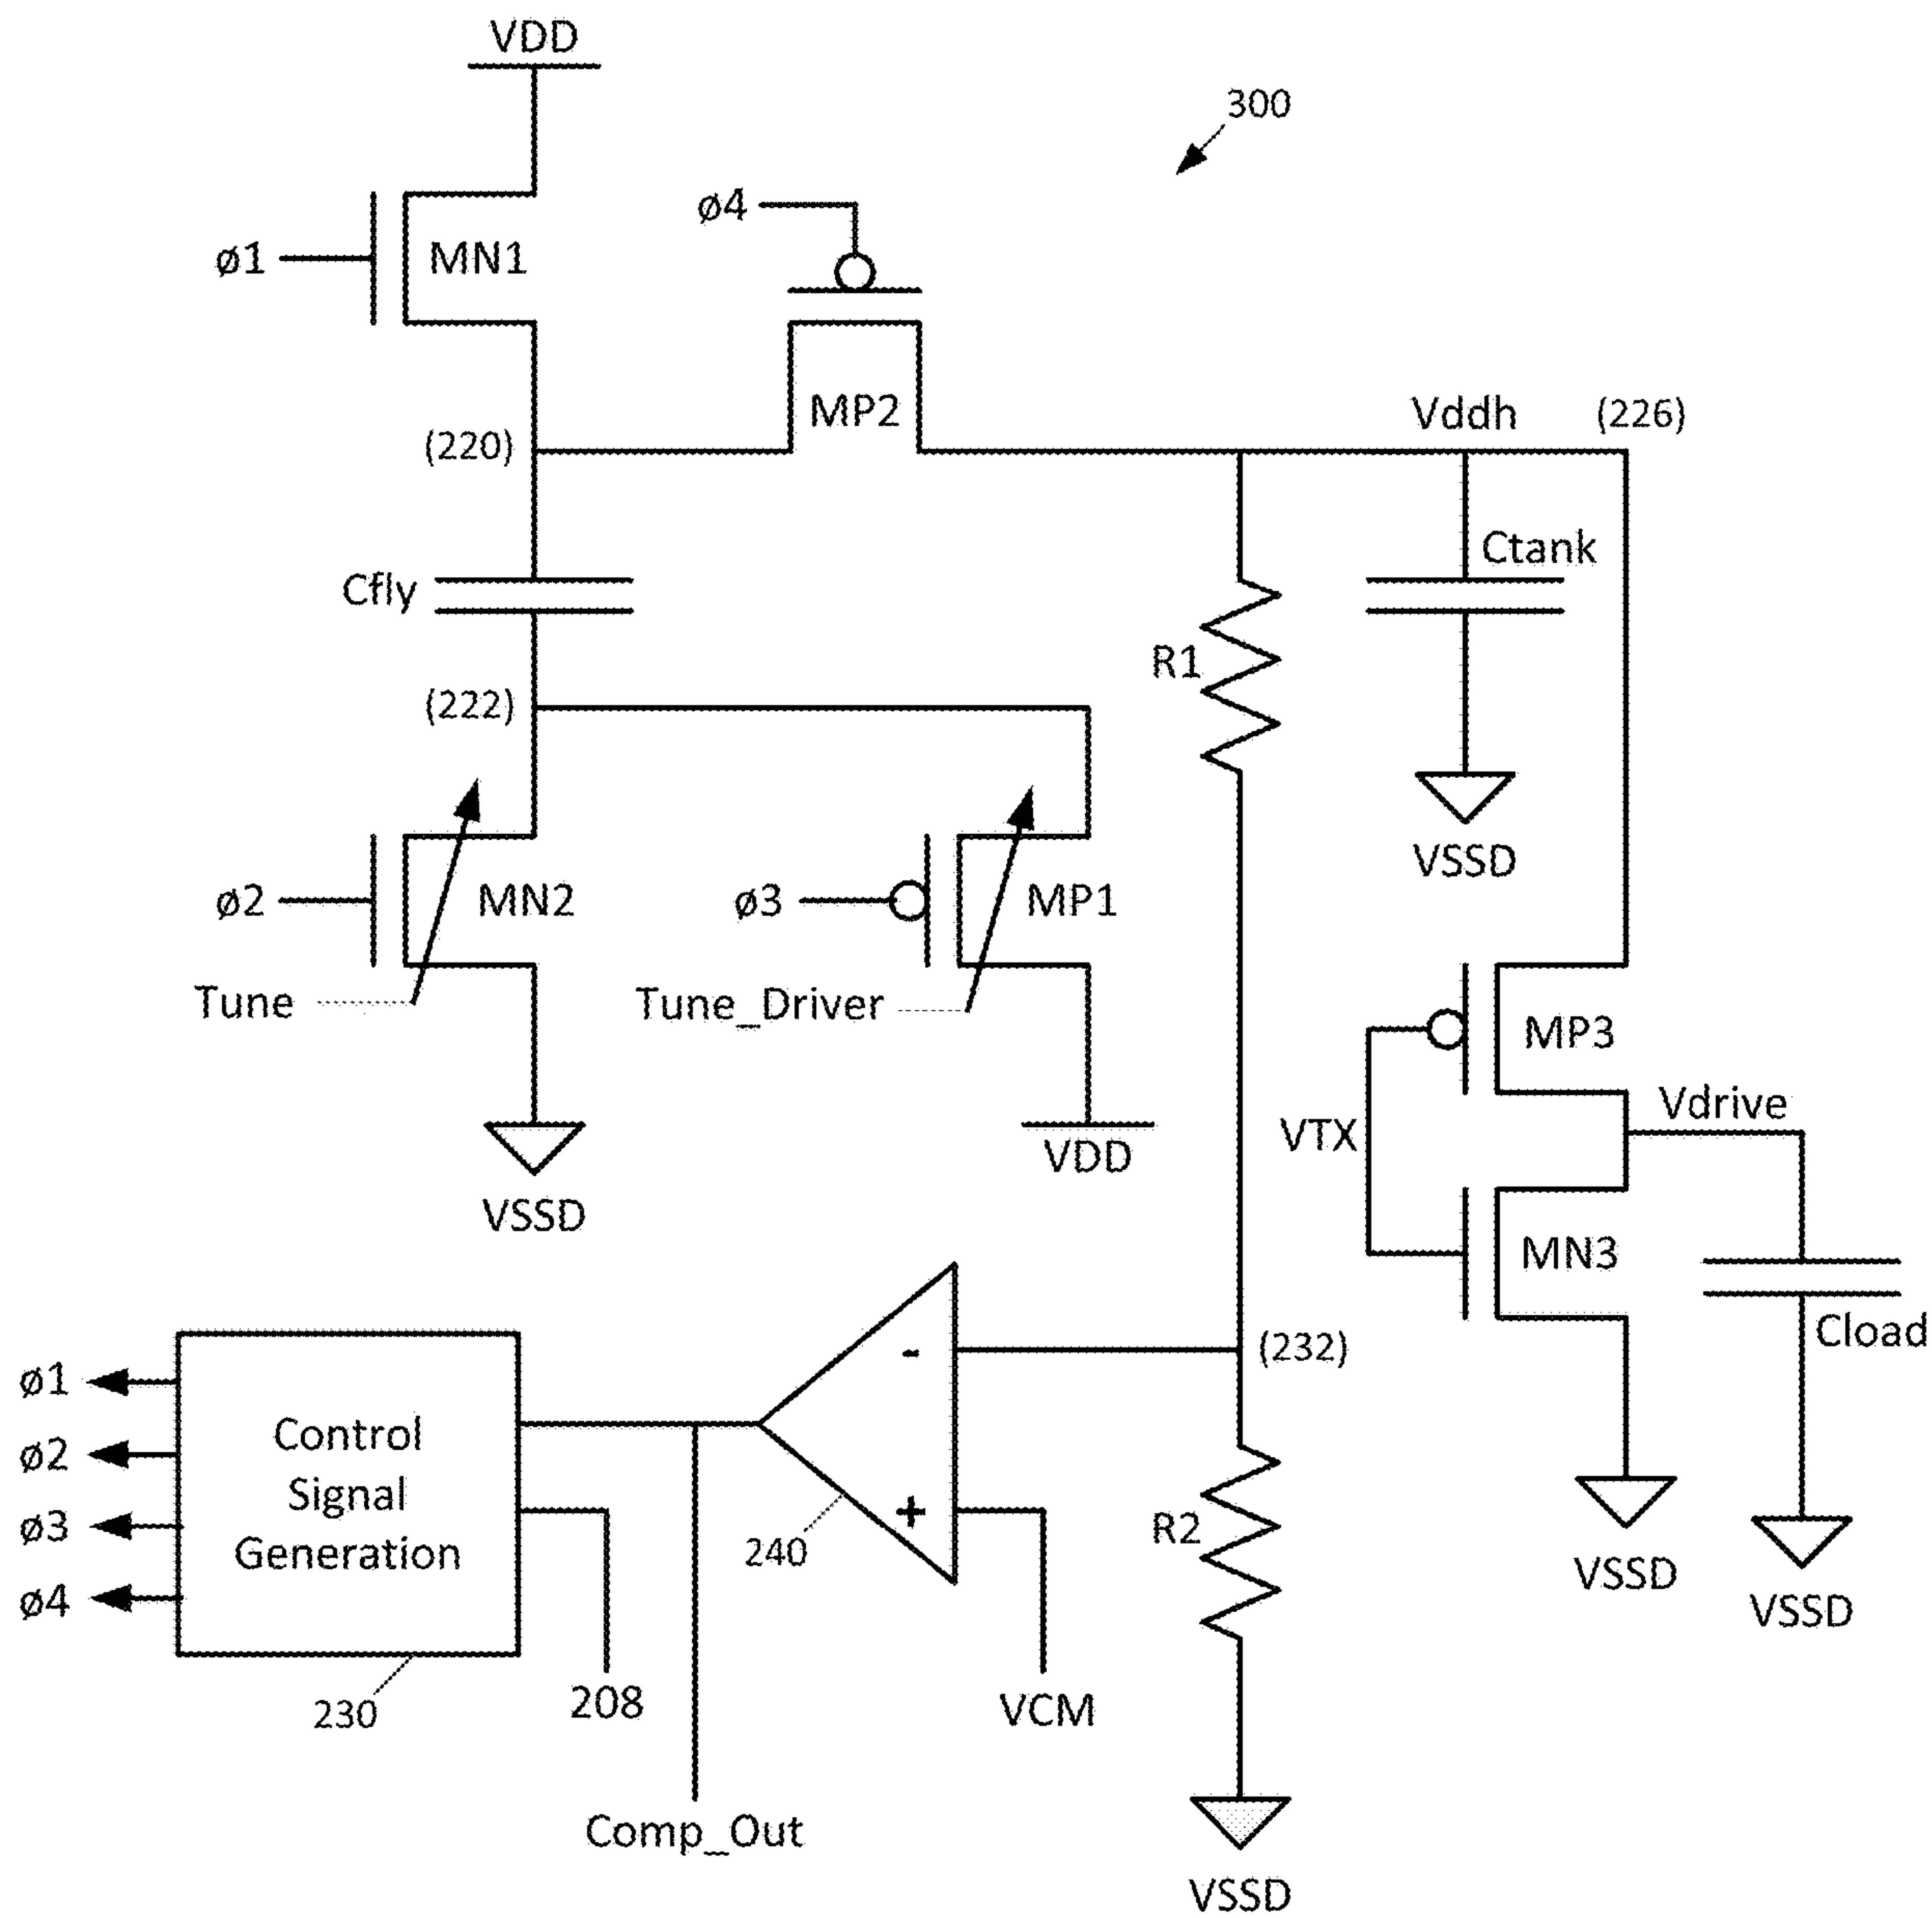 VDD
300
ø4
ø1
MN1
MP2
Vddh
(226)
(220)
Ctank
Cfly
R1
(222)
VSSD
ø2
MN2
ø3
MP1
Tune
Tune_Driver
MP3
Vdrive
VTX
VDD
VSSD
MN3
(232)
Cload
-
ø1
ø2
ø3
ø4
Control
Signal
Generation
+
240
R2
VSSD
VSSD
230
208
VCM
Comp_Out
VSSD